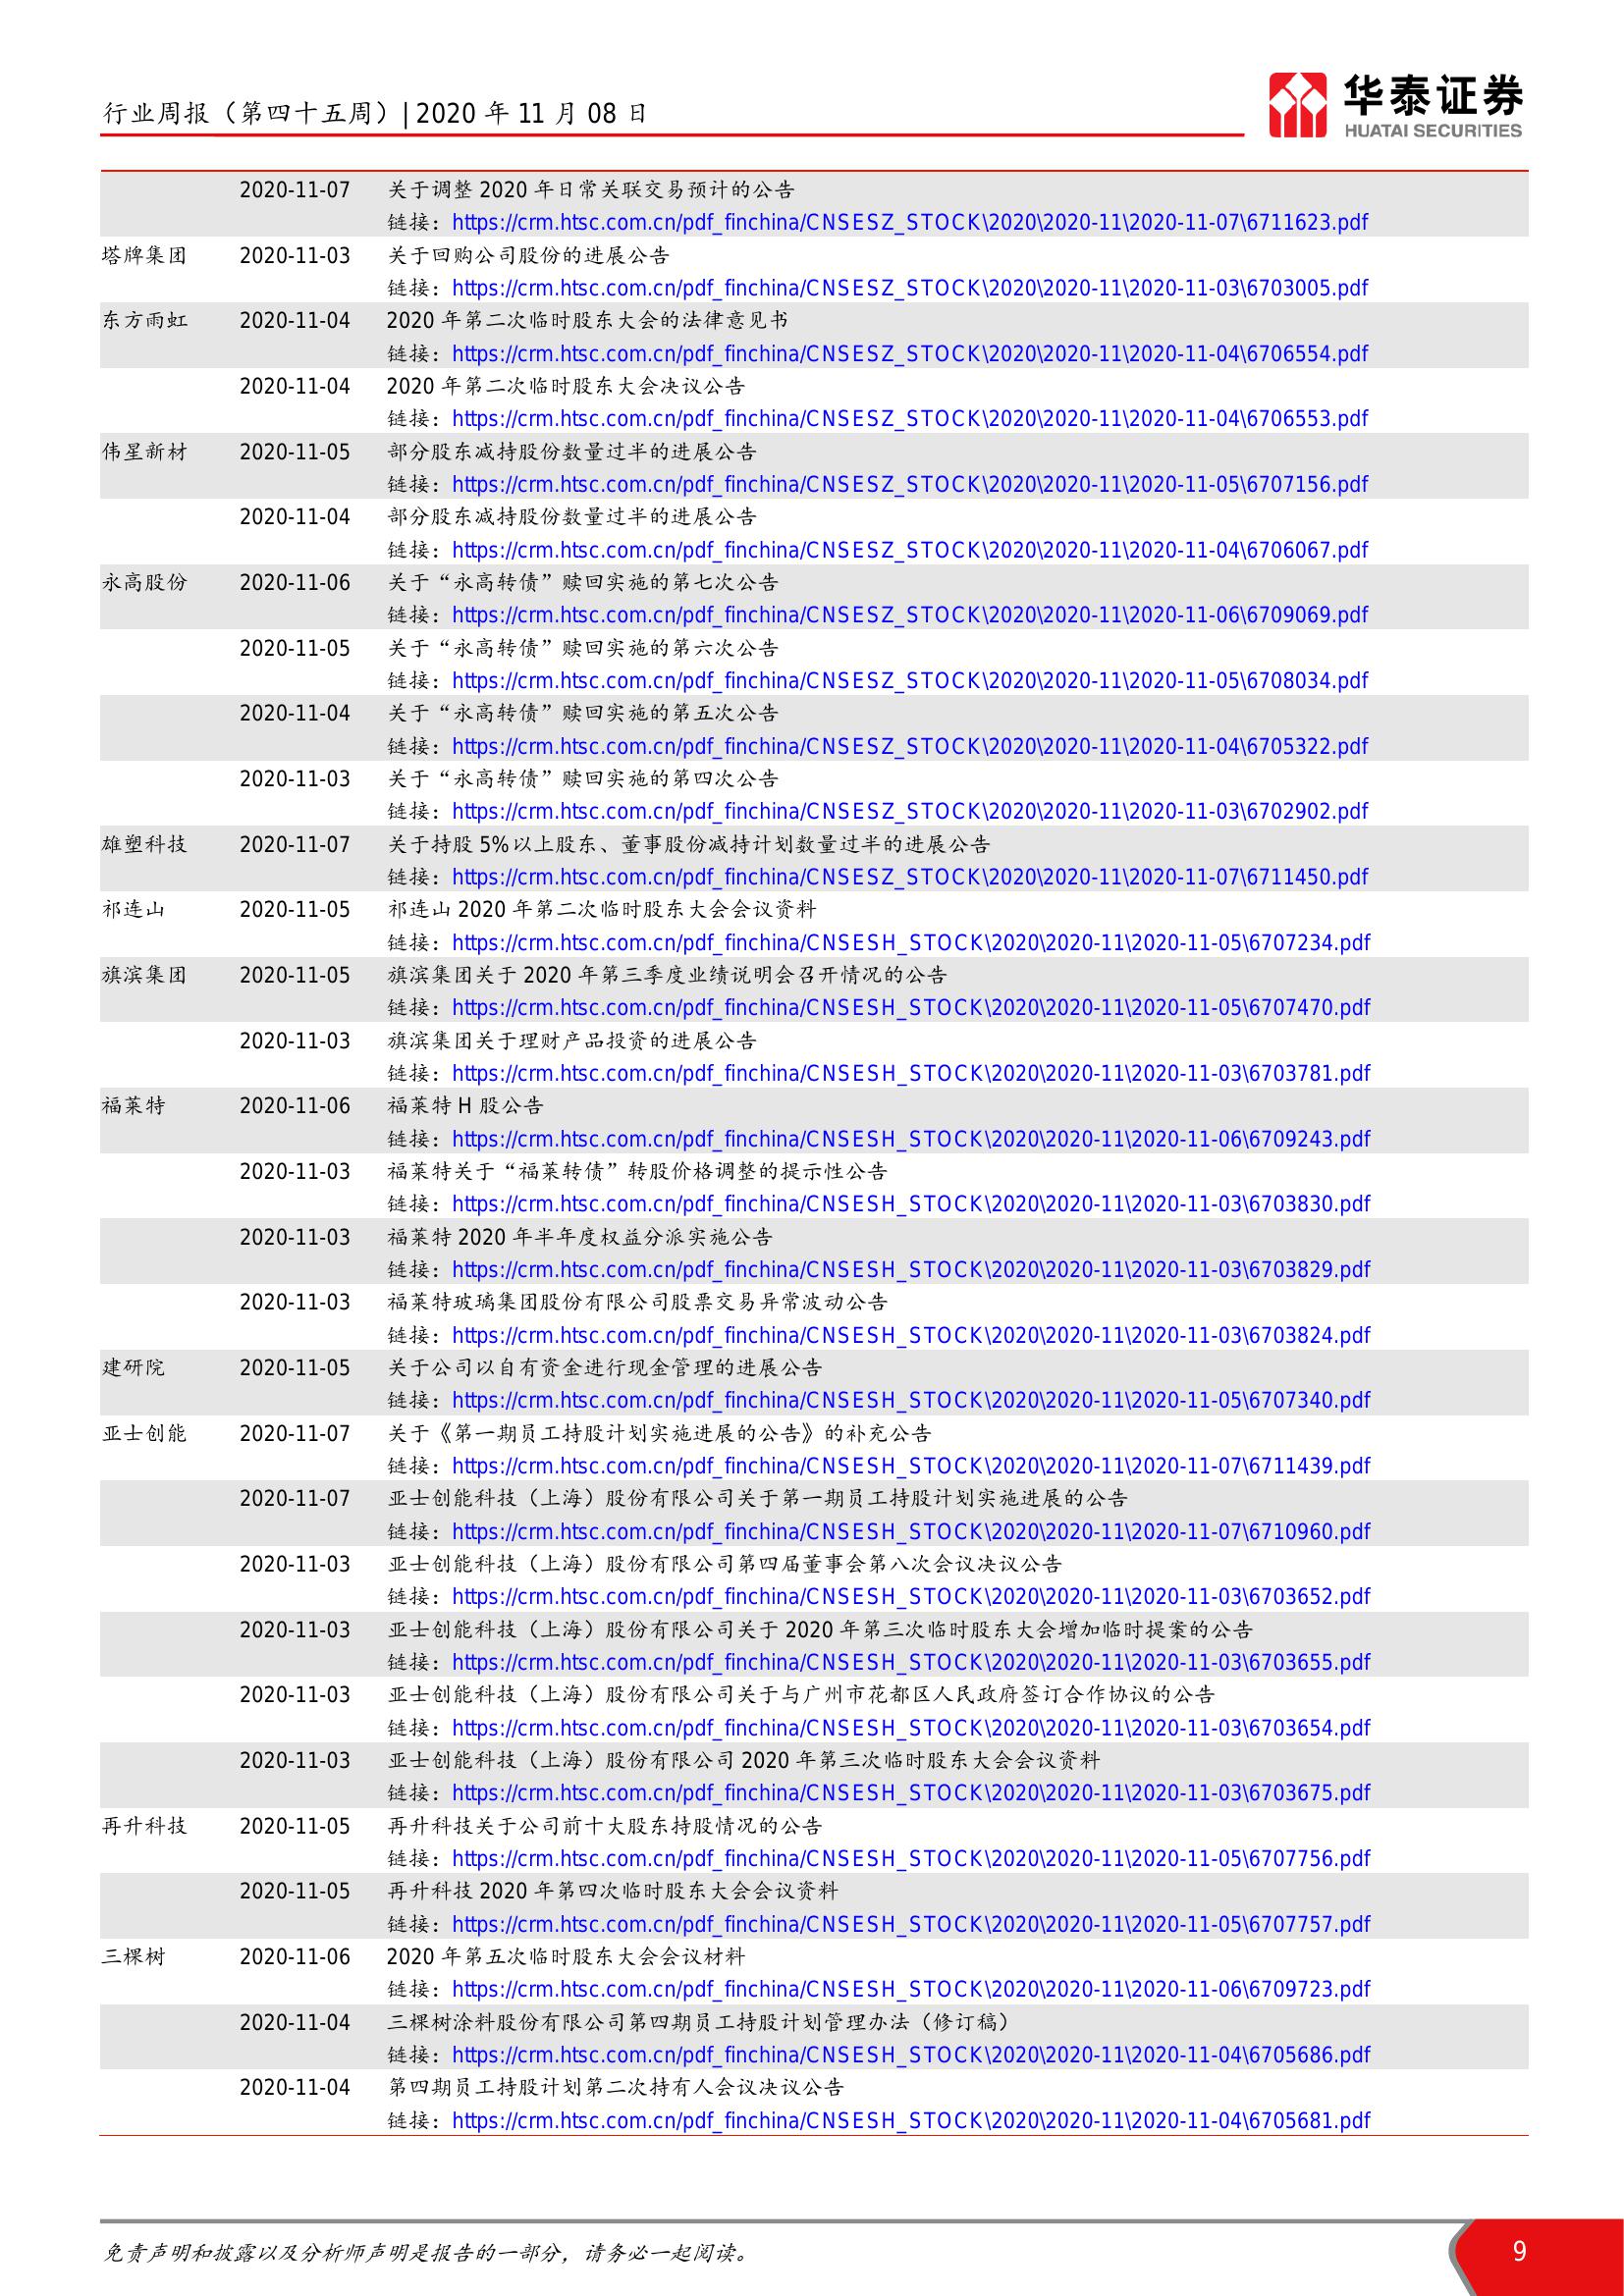 行业周报（第四十五周）| 2020 年 11 月 08 日
华泰证券
HUATAI SECURITIES
2020-11-07 关于调整 2020 年日常关联交易预计的公告
链接：https://crm.htsc.com.cn/pdf_finchina/CNSESZ_STOCK\2020\2020-11\2020-11-07\6711623.pdf
塔牌集团 2020-11-03 关于回购公司股份的进展公告
链接：https://crm.htsc.com.cn/pdf_finchina/CNSESZ_STOCK\2020\2020-11\2020-11-03\6703005.pdf
东方雨虹 2020-11-04 2020 年第二次临时股东大会的法律意见书
链接：https://crm.htsc.com.cn/pdf_finchina/CNSESZ_STOCK\2020\2020-11\2020-11-04\6706554.pdf
2020-11-04 2020 年第二次临时股东大会决议公告
链接：https://crm.htsc.com.cn/pdf_finchina/CNSESZ_STOCK\2020\2020-11\2020-11-04\6706553.pdf
伟星新材 2020-11-05 部分股东减持股份数量过半的进展公告
链接：https://crm.htsc.com.cn/pdf_finchina/CNSESZ_STOCK\2020\2020-11\2020-11-05\6707156.pdf
2020-11-04 部分股东减持股份数量过半的进展公告
链接：https://crm.htsc.com.cn/pdf_finchina/CNSESZ_STOCK\2020\2020-11\2020-11-04\6706067.pdf
永高股份 2020-11-06 关于“永高转债”赎回实施的第七次公告
链接：https://crm.htsc.com.cn/pdf_finchina/CNSESZ_STOCK\2020\2020-11\2020-11-06\6709069.pdf
2020-11-05 关于“永高转债”赎回实施的第六次公告
链接：https://crm.htsc.com.cn/pdf_finchina/CNSESZ_STOCK\2020\2020-11\2020-11-05\6708034.pdf
2020-11-04 关于“永高转债”赎回实施的第五次公告
链接：https://crm.htsc.com.cn/pdf_finchina/CNSESZ_STOCK\2020\2020-11\2020-11-04\6705322.pdf
2020-11-03 关于“永高转债”赎回实施的第四次公告
链接：https://crm.htsc.com.cn/pdf_finchina/CNSESZ_STOCK\2020\2020-11\2020-11-03\6702902.pdf
雄塑科技 2020-11-07 关于持股 5%以上股东、董事股份减持计划数量过半的进展公告
链接：https://crm.htsc.com.cn/pdf_finchina/CNSESZ_STOCK\2020\2020-11\2020-11-07\6711450.pdf
祁连山 2020-11-05 祁连山 2020 年第二次临时股东大会会议资料
链接：https://crm.htsc.com.cn/pdf_finchina/CNSESH_STOCK\2020\2020-11\2020-11-05\6707234.pdf
旗滨集团 2020-11-05 旗滨集团关于 2020 年第三季度业绩说明会召开情况的公告
链接：https://crm.htsc.com.cn/pdf_finchina/CNSESH_STOCK\2020\2020-11\2020-11-05\6707470.pdf
2020-11-03 旗滨集团关于理财产品投资的进展公告
链接：https://crm.htsc.com.cn/pdf_finchina/CNSESH_STOCK\2020\2020-11\2020-11-03\6703781.pdf
福莱特 2020-11-06 福莱特 H 股公告
链接：https://crm.htsc.com.cn/pdf_finchina/CNSESH_STOCK\2020\2020-11\2020-11-06\6709243.pdf
2020-11-03 福莱特关于“福莱转债”转股价格调整的提示性公告
链接：https://crm.htsc.com.cn/pdf_finchina/CNSESH_STOCK\2020\2020-11\2020-11-03\6703830.pdf
2020-11-03 福莱特 2020 年半年度权益分派实施公告
链接：https://crm.htsc.com.cn/pdf_finchina/CNSESH_STOCK\2020\2020-11\2020-11-03\6703829.pdf
2020-11-03 福莱特玻璃集团股份有限公司股票交易异常波动公告
链接：https://crm.htsc.com.cn/pdf_finchina/CNSESH_STOCK\2020\2020-11\2020-11-03\6703824.pdf
建研院 2020-11-05 关于公司以自有资金进行现金管理的进展公告
链接：https://crm.htsc.com.cn/pdf_finchina/CNSESH_STOCK\2020\2020-11\2020-11-05\6707340.pdf
亚士创能 2020-11-07 关于《第一期员工持股计划实施进展的公告》的补充公告
链接：https://crm.htsc.com.cn/pdf_finchina/CNSESH_STOCK\2020\2020-11\2020-11-07\6711439.pdf
2020-11-07 亚士创能科技（上海）股份有限公司关于第一期员工持股计划实施进展的公告
链接：https://crm.htsc.com.cn/pdf_finchina/CNSESH_STOCK\2020\2020-11\2020-11-07\6710960.pdf
2020-11-03 亚士创能科技（上海）股份有限公司第四届董事会第八次会议决议公告
链接：https://crm.htsc.com.cn/pdf_finchina/CNSESH_STOCK\2020\2020-11\2020-11-03\6703652.pdf
2020-11-03 亚士创能科技（上海）股份有限公司关于 2020 年第三次临时股东大会增加临时提案的公告
链接：https://crm.htsc.com.cn/pdf_finchina/CNSESH_STOCK\2020\2020-11\2020-11-03\6703655.pdf
2020-11-03 亚士创能科技（上海）股份有限公司关于与广州市花都区人民政府签订合作协议的公告
链接：https://crm.htsc.com.cn/pdf_finchina/CNSESH_STOCK\2020\2020-11\2020-11-03\6703654.pdf
2020-11-03 亚士创能科技（上海）股份有限公司 2020 年第三次临时股东大会会议资料
链接：https://crm.htsc.com.cn/pdf_finchina/CNSESH_STOCK\2020\2020-11\2020-11-03\6703675.pdf
再升科技 2020-11-05 再升科技关于公司前十大股东持股情况的公告
链接：https://crm.htsc.com.cn/pdf_finchina/CNSESH_STOCK\2020\2020-11\2020-11-05\6707756.pdf
2020-11-05 再升科技 2020 年第四次临时股东大会会议资料
链接：https://crm.htsc.com.cn/pdf_finchina/CNSESH_STOCK\2020\2020-11\2020-11-05\6707757.pdf
三棵树 2020-11-06 2020 年第五次临时股东大会会议材料
链接：https://crm.htsc.com.cn/pdf_finchina/CNSESH_STOCK\2020\2020-11\2020-11-06\6709723.pdf
2020-11-04 三棵树涂料股份有限公司第四期员工持股计划管理办法（修订稿）
链接：https://crm.htsc.com.cn/pdf_finchina/CNSESH_STOCK\2020\2020-11\2020-11-04\6705686.pdf
2020-11-04 第四期员工持股计划第二次持有人会议决议公告
链接：https://crm.htsc.com.cn/pdf_finchina/CNSESH_STOCK\2020\2020-11\2020-11-04\6705681.pdf
免责声明和披露以及分析师声明是报告的一部分，请务必一起阅读。
9